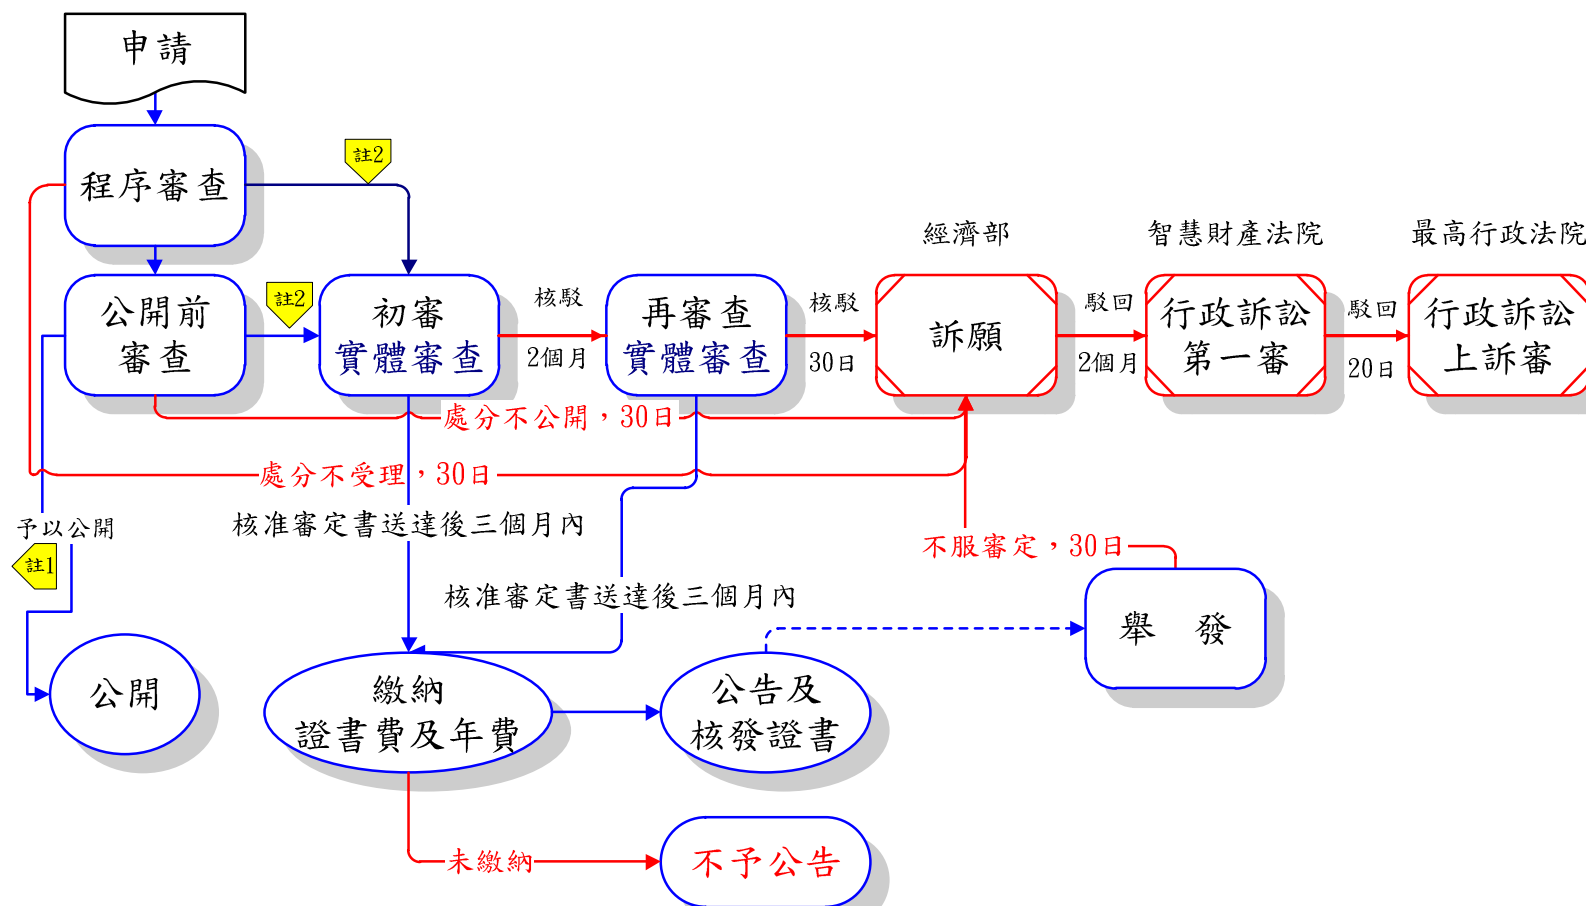 申請
程序審查
註2
經濟部
智慧財產法院
最高行政法院
公開前
審查
註2
初審
實體審查
核駁
2個月
再審查
實體審查
核駁
30日
訴願
駁回
2個月
行政訴訟
第一審
駁回
20日
行政訴訟
上訴審
處分不公開，30日
處分不受理，30日
予以公開
註1
核准審定書送達後三個月內
不服審定，30日
核准審定書送達後三個月內
舉 發
公開
繳納
證書費及年費
公告及
核發證書
未繳納
不予公告